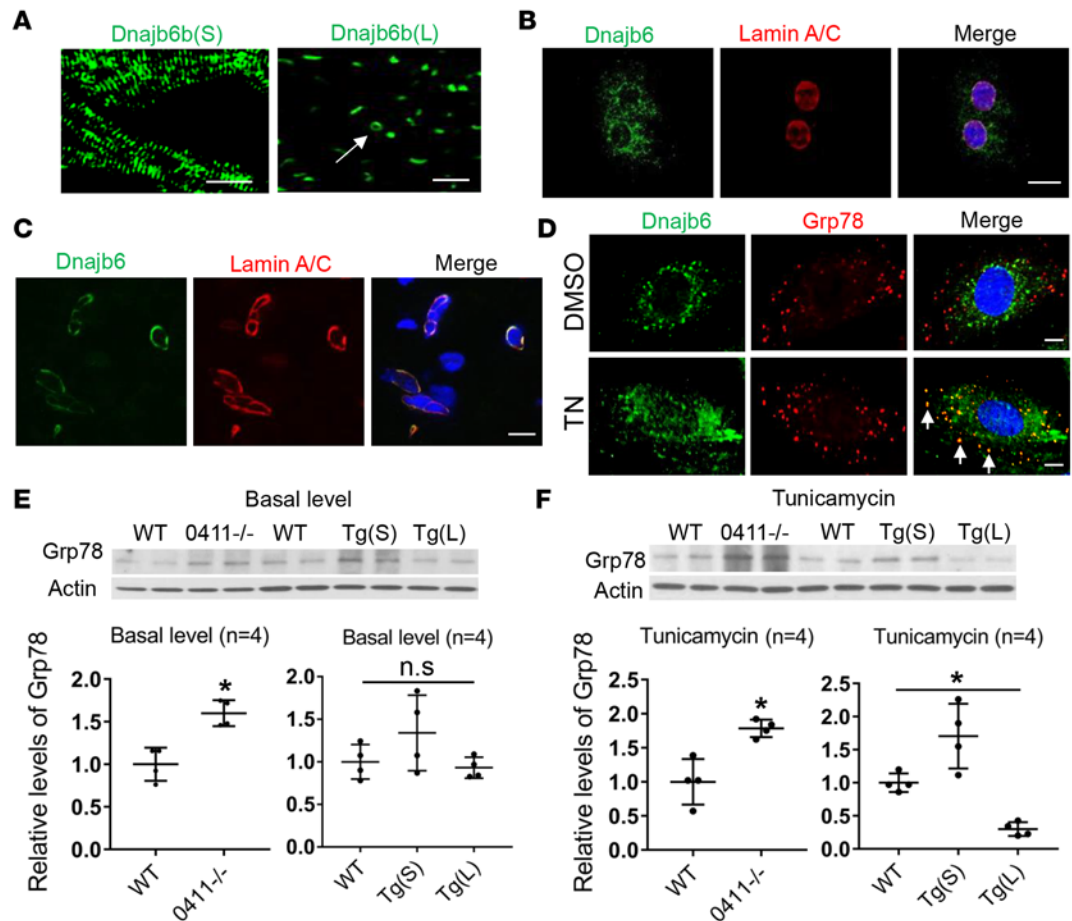 A
Dnajb6b(S) Dnajb6b(L)
B
Dnajb6 Lamin A/C Merge
C
Dnajb6 Lamin A/C Merge
D
Dnajb6 Grp78 Merge
DMSO
TN
E
Basal level
WT 0411-/- WT Tg(S) Tg(L)
Grp78
Actin
Basal level (n=4) Basal level (n=4)
Relative levels of Grp78
2.0
1.5
1.0
0.5
0.0
*
WT 0411-/-
2.0
1.5
1.0
0.5
0.0
n.s
WT Tg(S) Tg(L)
F
Tunicamycin
WT 0411-/- WT Tg(S) Tg(L)
Grp78
Actin
Tunicamycin (n=4) Tunicamycin (n=4)
Relative levels of Grp78
2.5
2.0
1.5
1.0
0.5
0.0
*
WT 0411-/-
2.5
2.0
1.5
1.0
0.5
0.0
*
WT Tg(S) Tg(L)